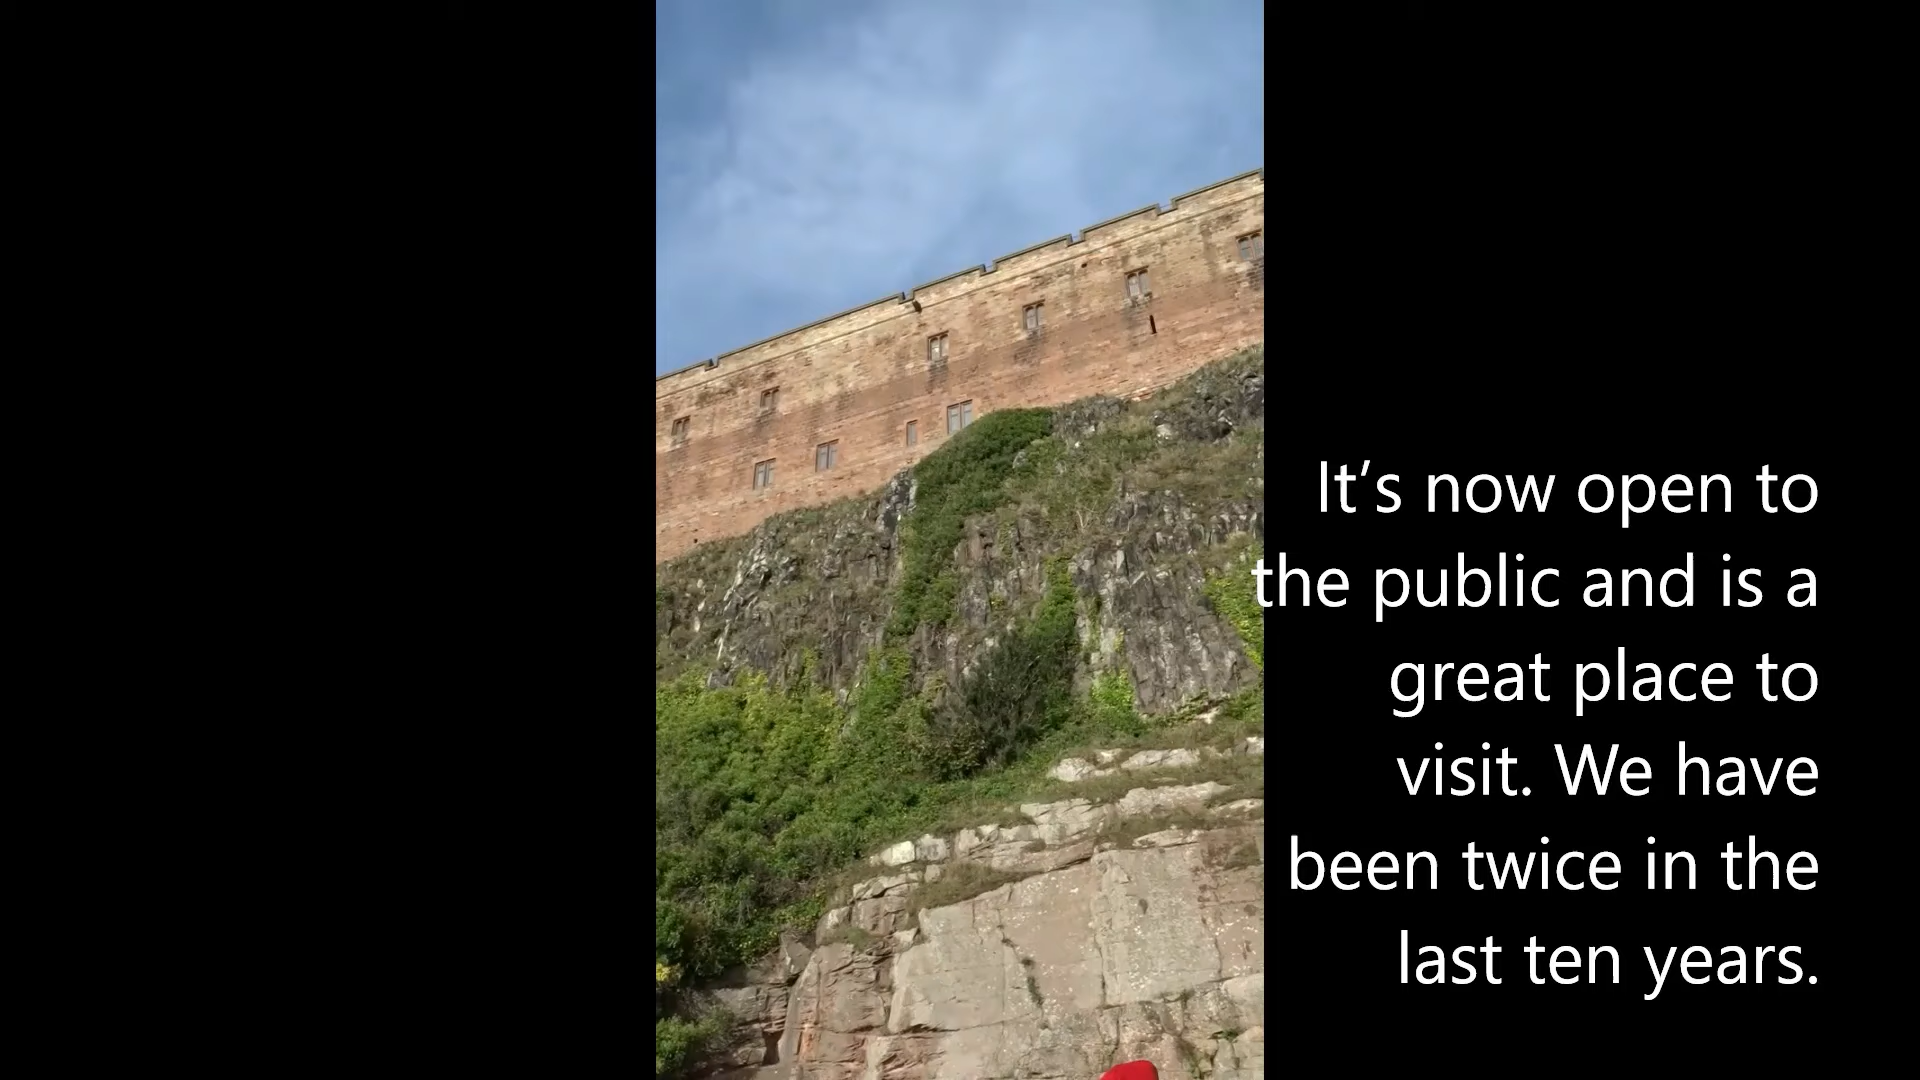 It’s now open to
the public and is a
great place to
visit. We have
been twice in the
last ten years.